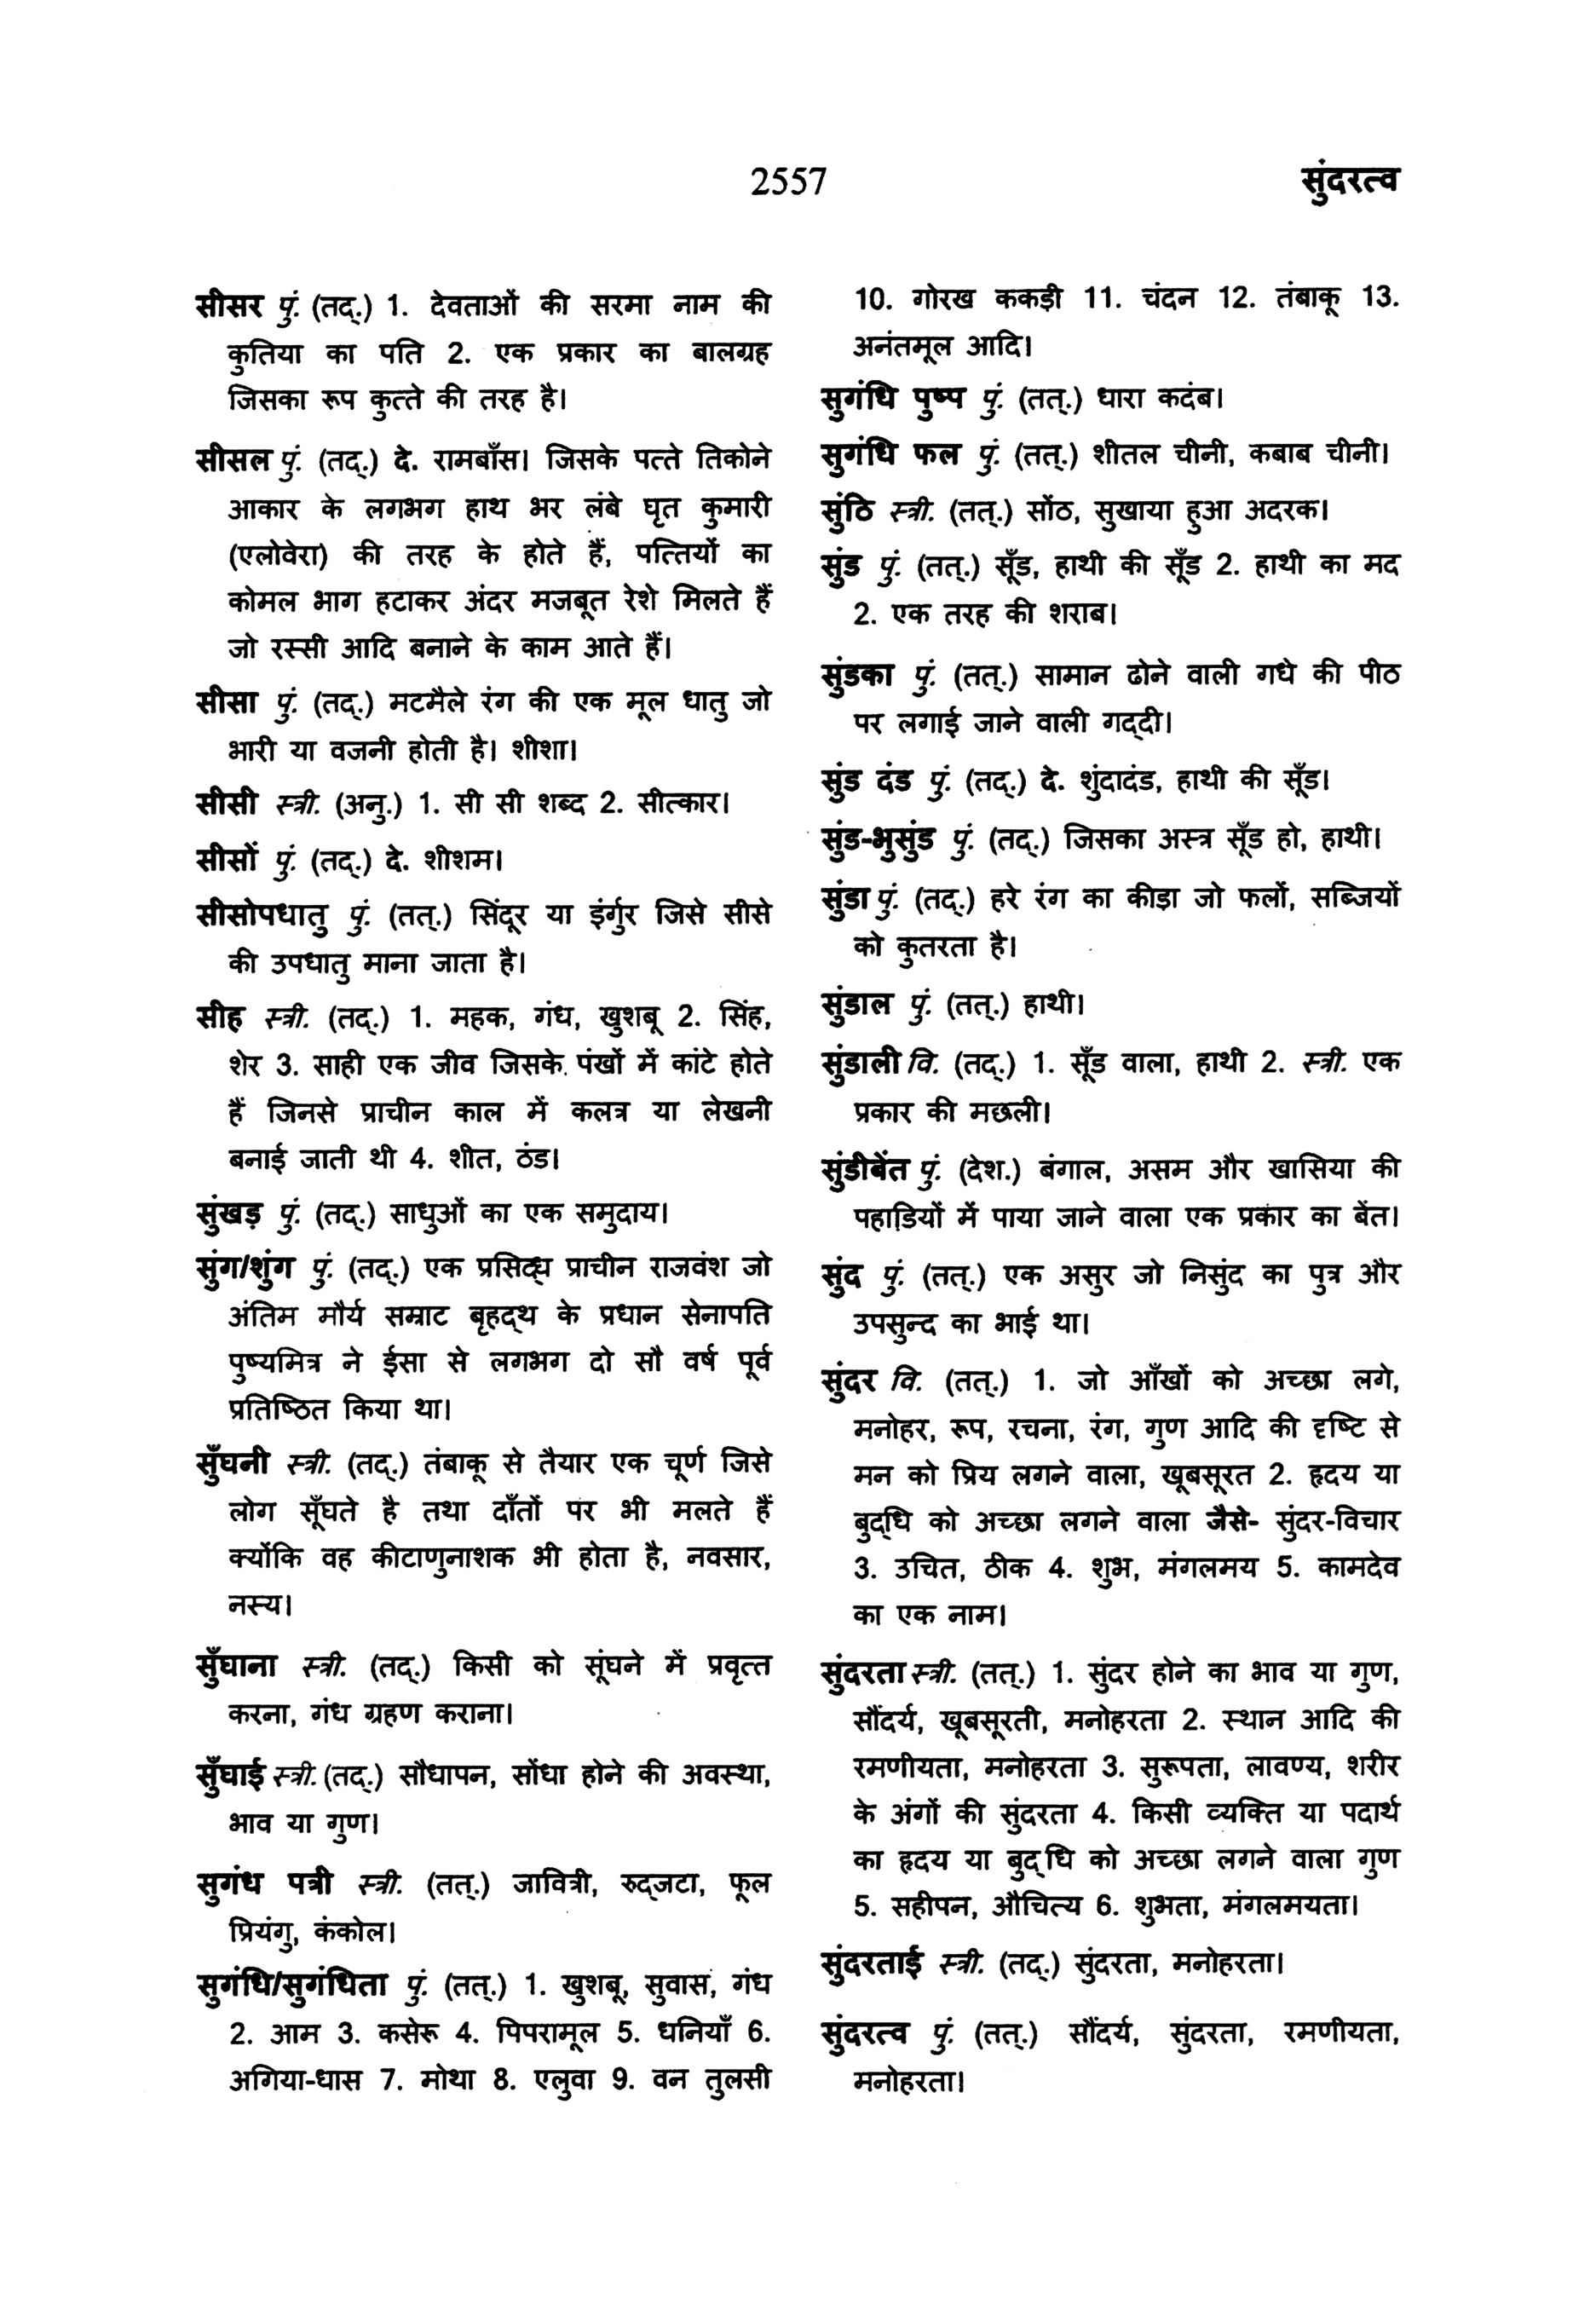 2557
सुंदरत्व
सीसर पुं. (तद्.) 1. देवताओं की सरमा नाम की
कुतिया का पति 2. एक प्रकार का बालग्रह
जिसका रूप कुत्ते की तरह है।
सीसल पुं. (तद्.) दे. रामबाँस। जिसके पत्ते तिकोने
आकार के लगभग हाथ भर लंबे घृत कुमारी
(एलोवेरा) की तरह के होते हैं, पत्तियों का
कोमल भाग हटाकर अंदर मजबूत रेशे मिलते हैं
जो रस्सी आदि बनाने के काम आते हैं।
सीसा पुं. (तद्.) मटमैले रंग की एक मूल धातु जो
भारी या वजनी होती है। शीशा।
सीसी स्त्री. (अनु.) 1. सी सी शब्द 2. सीत्कार।
सीसों पुं. (तद्.) दे. शीशम।
सीसोपधातु पुं. (तत्.) सिंदूर या इंर्गुर जिसे सीसे
की उपधातु माना जाता है।
सीह स्त्री. (तद्.) 1. महक, गंध, खुशबू 2. सिंह,
शेर 3. साही एक जीव जिसके पंखों में कांटे होते
हैं जिनसे प्राचीन काल में कलत्र या लेखनी
बनाई जाती थी 4. शीत, ठंड।
सुंखड़ पुं. (तद्.) साधुओं का एक समुदाय।
सुंग/शुंग पुं. (तद्.) एक प्रसिद्ध प्राचीन राजवंश जो
अंतिम मौर्य सम्राट बृहद्थ के प्रधान सेनापति
पुष्यमित्र ने ईसा से लगभग दो सौ वर्ष पूर्व
प्रतिष्ठित किया था।
सुँघनी स्त्री. (तद्.) तंबाकू से तैयार एक चूर्ण जिसे
लोग सूँघते है तथा दाँतों पर भी मलते हैं
क्योंकि वह कीटाणुनाशक भी होता है, नवसार,
नस्य।
सुँघाना स्त्री. (तद्.) किसी को सूंघने में प्रवृत्त
करना, गंध ग्रहण कराना।
सुँघाई स्त्री. (तद्.) सौधापन, सोंधा होने की अवस्था,
भाव या गुण।
सुगंध पत्री स्त्री. (तत्.) जावित्री, रुद्जटा, फूल
प्रियंगु, कंकोल।
सुगंधि/सुगंधिता पुं. (तत्.) 1. खुशबू, सुवास, गंध
2. आम 3. कसेरू 4. पिपरामूल 5. धनियाँ 6.
अगिया-घास 7. मोथा 8. एलुवा 9. वन तुलसी
10. गोरख ककड़ी 11. चंदन 12. तंबाकू 13.
अनंतमूल आदि।
सुगंधि पुष्प पुं. (तत्.) धारा कदंब।
सुगंधि फल पुं. (तत्.) शीतल चीनी, कबाब चीनी।
सुंठि स्त्री. (तत्.) सोंठ, सुखाया हुआ अदरक।
सुंड पुं. (तत्.) सूँड, हाथी की सूँड 2. हाथी का मद
2. एक तरह की शराब।
सुंडका पुं. (तत्.) सामान ढोने वाली गधे की पीठ
पर लगाई जाने वाली गद्दी।
सुंड दंड पुं. (तद्.) दे. शुंदादंड, हाथी की सूँड।
सुंड-भुसुंड पुं. (तद्.) जिसका अस्त्र सूँड हो, हाथी।
सुंडा पुं. (तद्.) हरे रंग का कीड़ा जो फलों, सब्जियों
को कुतरता है।
सुंडाल पुं. (तत्.) हाथी।
सुंडाली वि. (तद्.) 1. सूँड वाला, हाथी 2. स्त्री. एक
प्रकार की मछली।
सुंडीबेंत पुं. (देश.) बंगाल, असम और खासिया की
पहाडि़यों में पाया जाने वाला एक प्रकार का बेंत।
सुंद पुं. (तत्.) एक असुर जो निसुंद का पुत्र और
उपसुन्द का भाई था।
सुंदर वि. (तत्.) 1. जो आँखों को अच्छा लगे,
मनोहर, रूप, रचना, रंग, गुण आदि की दृष्टि से
मन को प्रिय लगने वाला, खूबसूरत 2. हृदय या
बुद्धि को अच्छा लगने वाला जैसे- सुंदर-विचार
3. उचित, ठीक 4. शुभ, मंगलमय 5. कामदेव
का एक नाम।
सुंदरता स्त्री. (तत्.) 1. सुंदर होने का भाव या गुण,
सौंदर्य, खूबसूरती, मनोहरता 2. स्थान आदि की
रमणीयता, मनोहरता 3. सुरूपता, लावण्य, शरीर
के अंगों की सुंदरता 4. किसी व्यक्ति या पदार्थ
का हृदय या बुद्धि को अच्छा लगने वाला गुण
5. सहीपन, औचित्य 6. शुभता, मंगलमयता।
सुंदरताई स्त्री. (तद्.) सुंदरता, मनोहरता।
सुंदरत्व पुं. (तत्.) सौंदर्य, सुंदरता, रमणीयता,
मनोहरता।